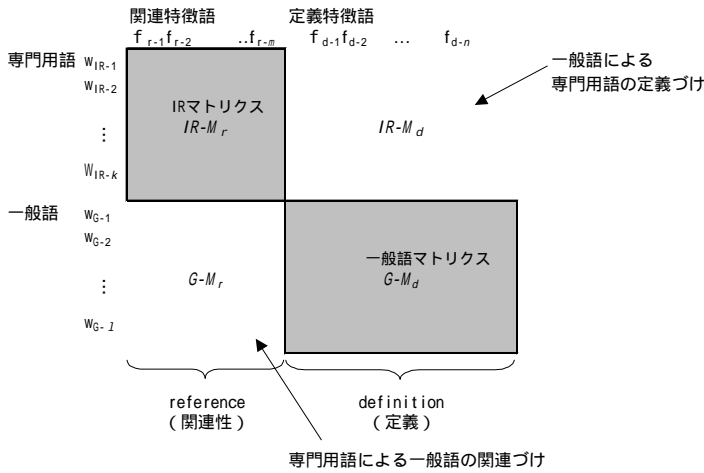 関連特徴語 定義特徴語
f r-1 f r-2 ..f r-m f d-1 f d-2 … f d-n
専門用語 W IR-1
W IR-2
⋮
W IR-k
IRマトリクス
IR-M r
IR-M d
一般語による
専門用語の定義づけ
一般語 W G-1
W G-2
⋮
W G-l
G-M r
一般語マトリクス
G-M d
reference
(関連性)
definition
(定義)
専門用語による一般語の関連づけ